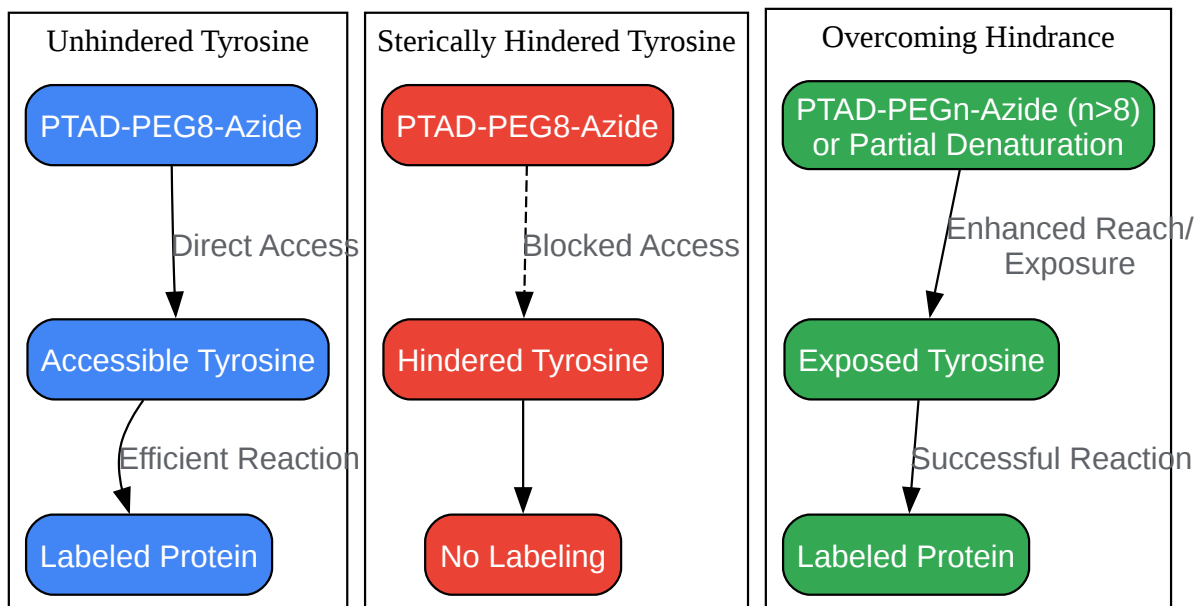 Unhindered Tyrosine
PTAD-PEG8-Azide
Direct Access
Accessible Tyrosine
Efficient Reaction
Labeled Protein
Sterically Hindered Tyrosine
PTAD-PEG8-Azide
Blocked Access
Hindered Tyrosine
No Labeling
Overcoming Hindrance
PTAD-PEGn-Azide (n>8)
or Partial Denaturation
Enhanced Reach/
Exposure
Exposed Tyrosine
Successful Reaction
Labeled Protein